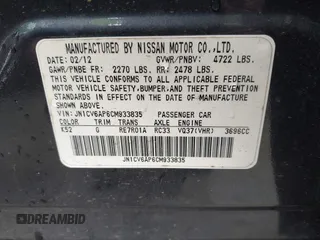 MANUFACTURED BY NISSAN MOTOR CO.,LTD.
DATE: 02/12 GVWR/PNBV: 4722 LBS.
GAWR/PNBE FR: 2270 LBS. RR: 2478 LBS.
THIS VEHICLE CONFORMS TO ALL APPLICABLE FEDERAL
MOTOR VEHICLE SAFETY, BUMPER, AND THEFT PREVENTION
STANDARDS IN EFFECT ON THE DATE OF
MANUFACTURE SHOWN ABOVE.
VIN: JN1CV6AP6CM933835 PASSENGER CAR
COLOR TRIM TRANS AXLE ENGINE
K52 G RE7R01A RC33 VQ37(VHR) 3696CC
JN1CV6AP6CM933835
DREAMBID